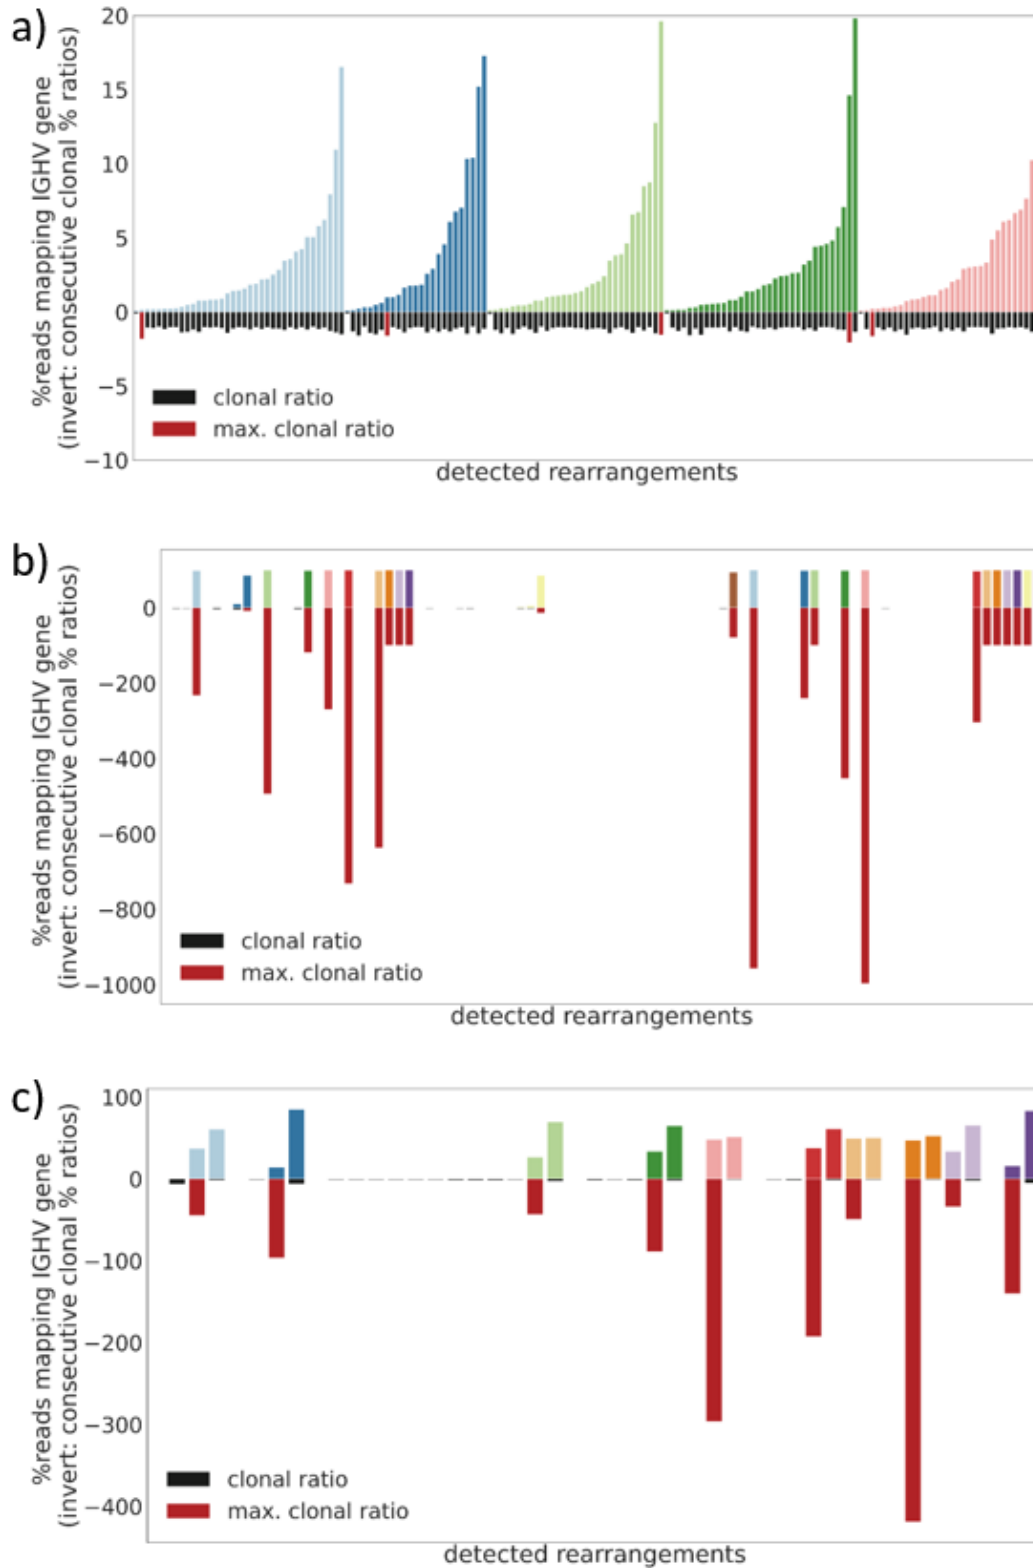 a)
%reads mapping IGHV gene
(invert: consecutive clonal % ratios)
20
15
10
5
0
−5
−10
clonal ratio
max. clonal ratio
detected rearrangements
b)
%reads mapping IGHV gene
(invert: consecutive clonal % ratios)
0
−200
−400
−600
−800
−1000
clonal ratio
max. clonal ratio
detected rearrangements
c)
%reads mapping IGHV gene
(invert: consecutive clonal % ratios)
100
0
−100
−200
−300
−400
clonal ratio
max. clonal ratio
detected rearrangements